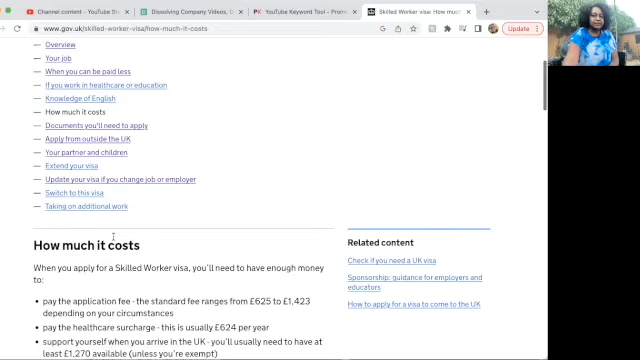 Channel content - YouTube St
Dissolving Company Videos,
YouTube Keyword Tool - Prom
Skilled Worker visa: How muc
www.gov.uk/skilled-worker-visa/how-much-it-costs
Update
— Overview
— Your job
— When you can be paid less
— If you work in healthcare or education
— Knowledge of English
— How much it costs
— Documents you'll need to apply
— Apply from outside the UK
— Your partner and children
— Extend your visa
— Update your visa if you change job or employer
— Switch to this visa
— Taking on additional work
How much it costs
When you apply for a Skilled Worker visa, you'll need to have enough money
to:
• pay the application fee - the standard fee ranges from £625 to £1,423
depending on your circumstances
• pay the healthcare surcharge - this is usually £624 per year
• support yourself when you arrive in the UK - you'll usually need to have at
least £1,270 available (unless you're exempt)
Related content
Check if you need a UK visa
Sponsorship: guidance for employers and
educators
How to apply for a visa to come to the UK